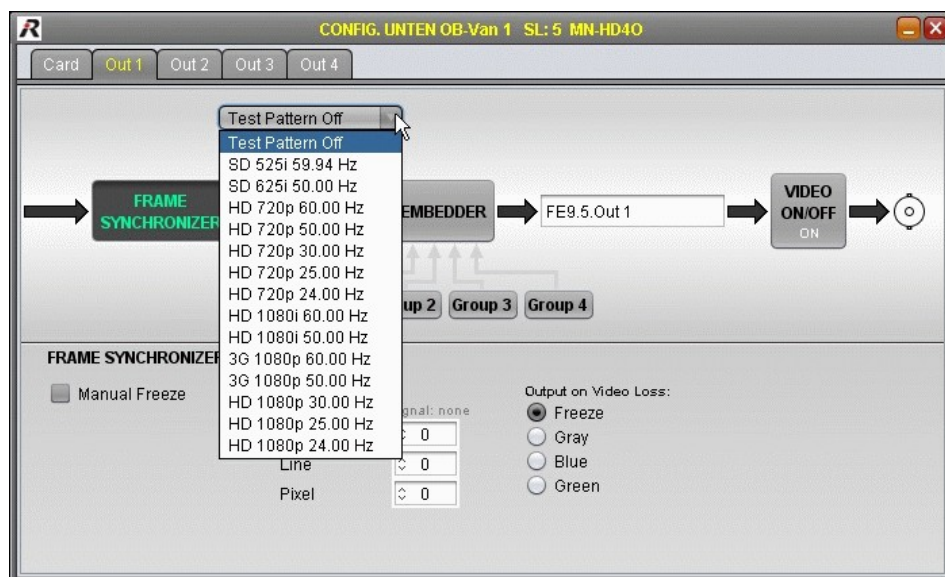 CONFIG. UNTEN OB-Van 1 SL: 5 MN-HD4O
Card
Out 1
Out 2
Out 3
Out 4
Test Pattern Off
Test Pattern Off
SD 525i 59.94 Hz
SD 625i 50.00 Hz
HD 720p 60.00 Hz
HD 720p 50.00 Hz
HD 720p 30.00 Hz
HD 720p 25.00 Hz
HD 720p 24.00 Hz
HD 1080i 60.00 Hz
HD 1080i 50.00 Hz
3G 1080p 60.00 Hz
3G 1080p 50.00 Hz
HD 1080p 30.00 Hz
HD 1080p 25.00 Hz
HD 1080p 24.00 Hz
FRAME
SYNCHRONIZER
EMBEDDER
FE9.5.Out 1
VIDEO
ON/OFF
ON
up 2
Group 3
Group 4
FRAME SYNCHRONIZER
Manual Freeze
gnal: none
0
Line
0
Pixel
0
Output on Video Loss:
Freeze
Gray
Blue
Green